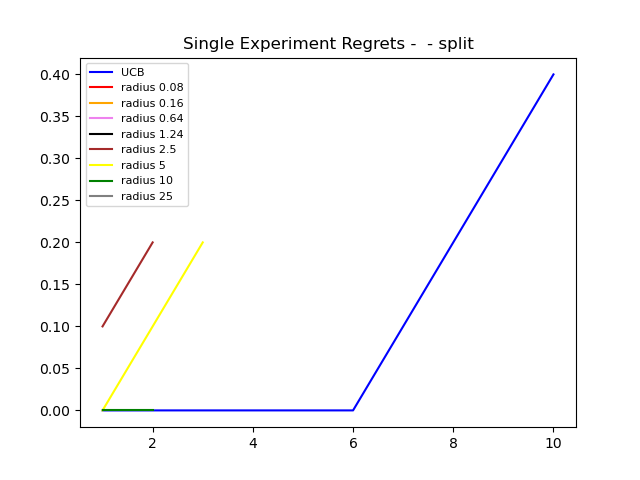 Single Experiment Regrets -  - split
UCB
radius 0.08
radius 0.16
radius 0.64
radius 1.24
radius 2.5
radius 5
radius 10
radius 25
0.40
0.35
0.30
0.25
0.20
0.15
0.10
0.05
0.00
2 4 6 8 10